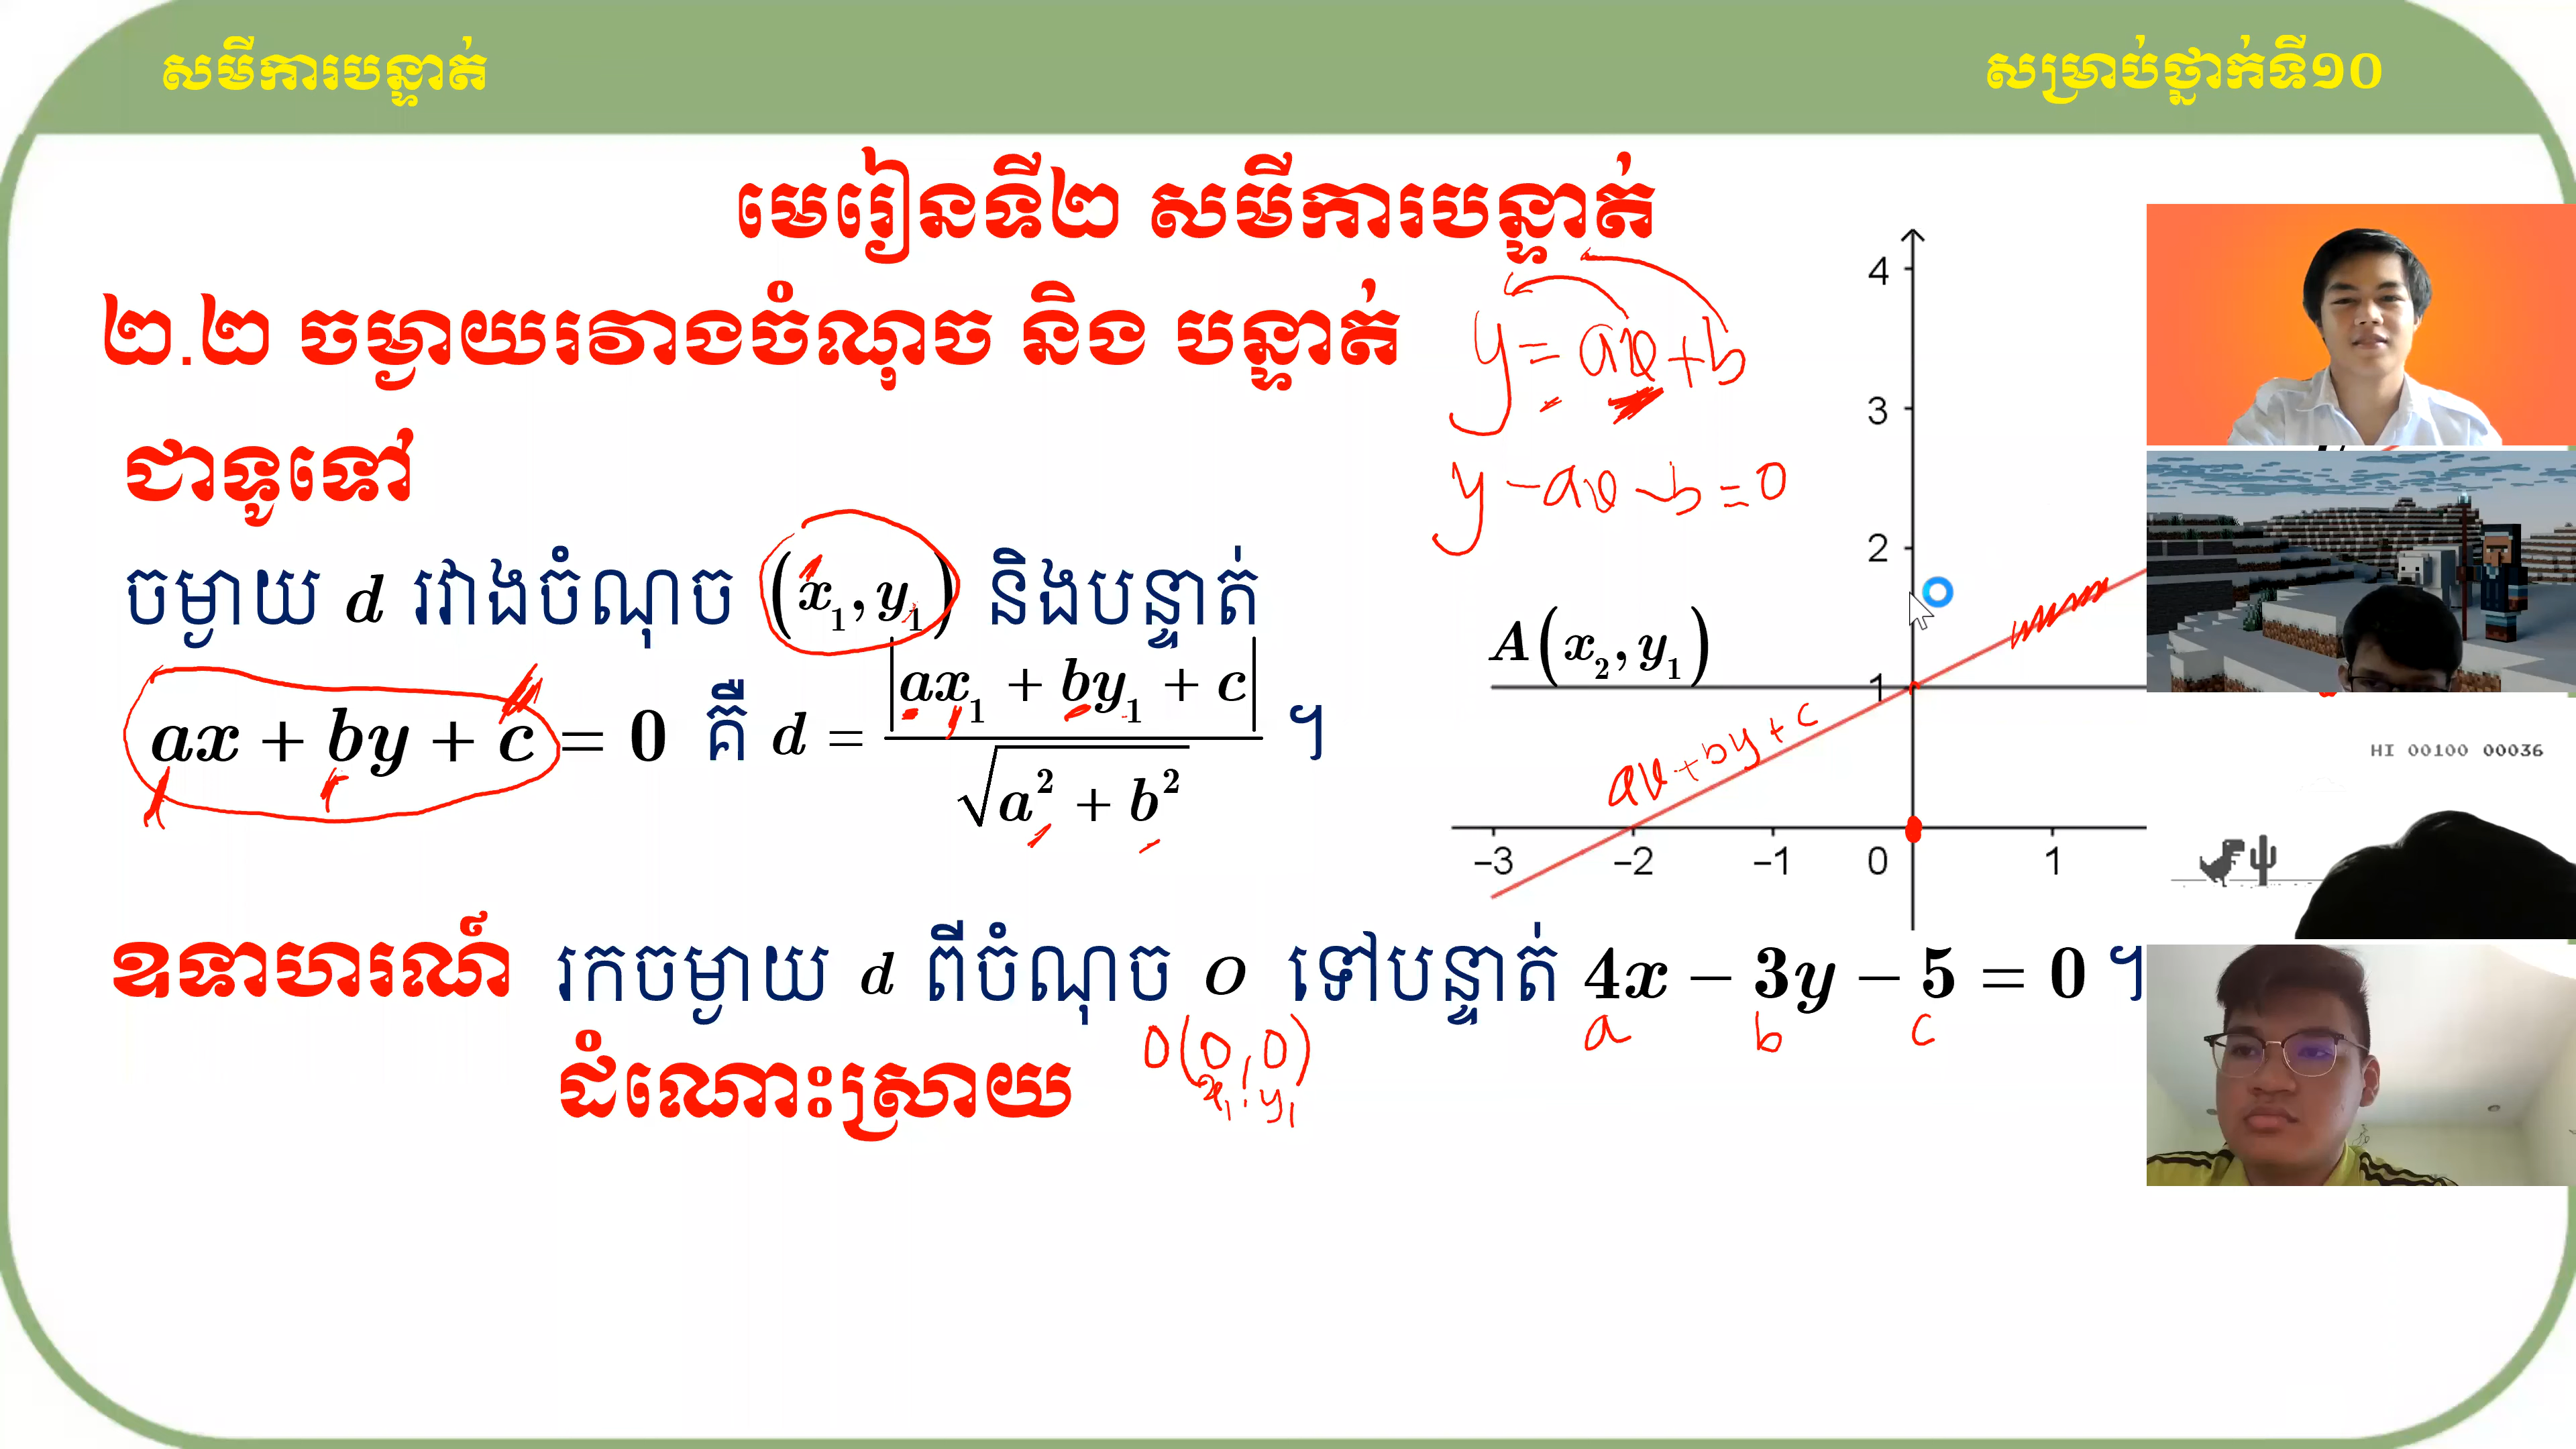 សមីការបន្ទាត់
សម្រាប់ថ្នាក់ទី១០
មេរៀនទី២ សមីការបន្ទាត់
២.២ ចម្ងាយរវាងចំណុច និង បន្ទាត់
y = ax + b
ជាទូទៅ
y - ax - b = 0
ចម្ងាយ d រវាងចំណុច (x₁, y₁) និងបន្ទាត់
ax + by + c = 0 គឺ d = |ax₁ + by₁ + c| / √(a² + b²) ។
4
3
2
1
A(x₂, y₁)
ax + by + c
-3 -2 -1 0 1
HI 00100 00036
ឧទាហរណ៍ រកចម្ងាយ d ពីចំណុច O ទៅបន្ទាត់ 4x − 3y − 5 = 0 ។
a b c
0(0, 0)
x₁ y₁
ដំណោះស្រាយ